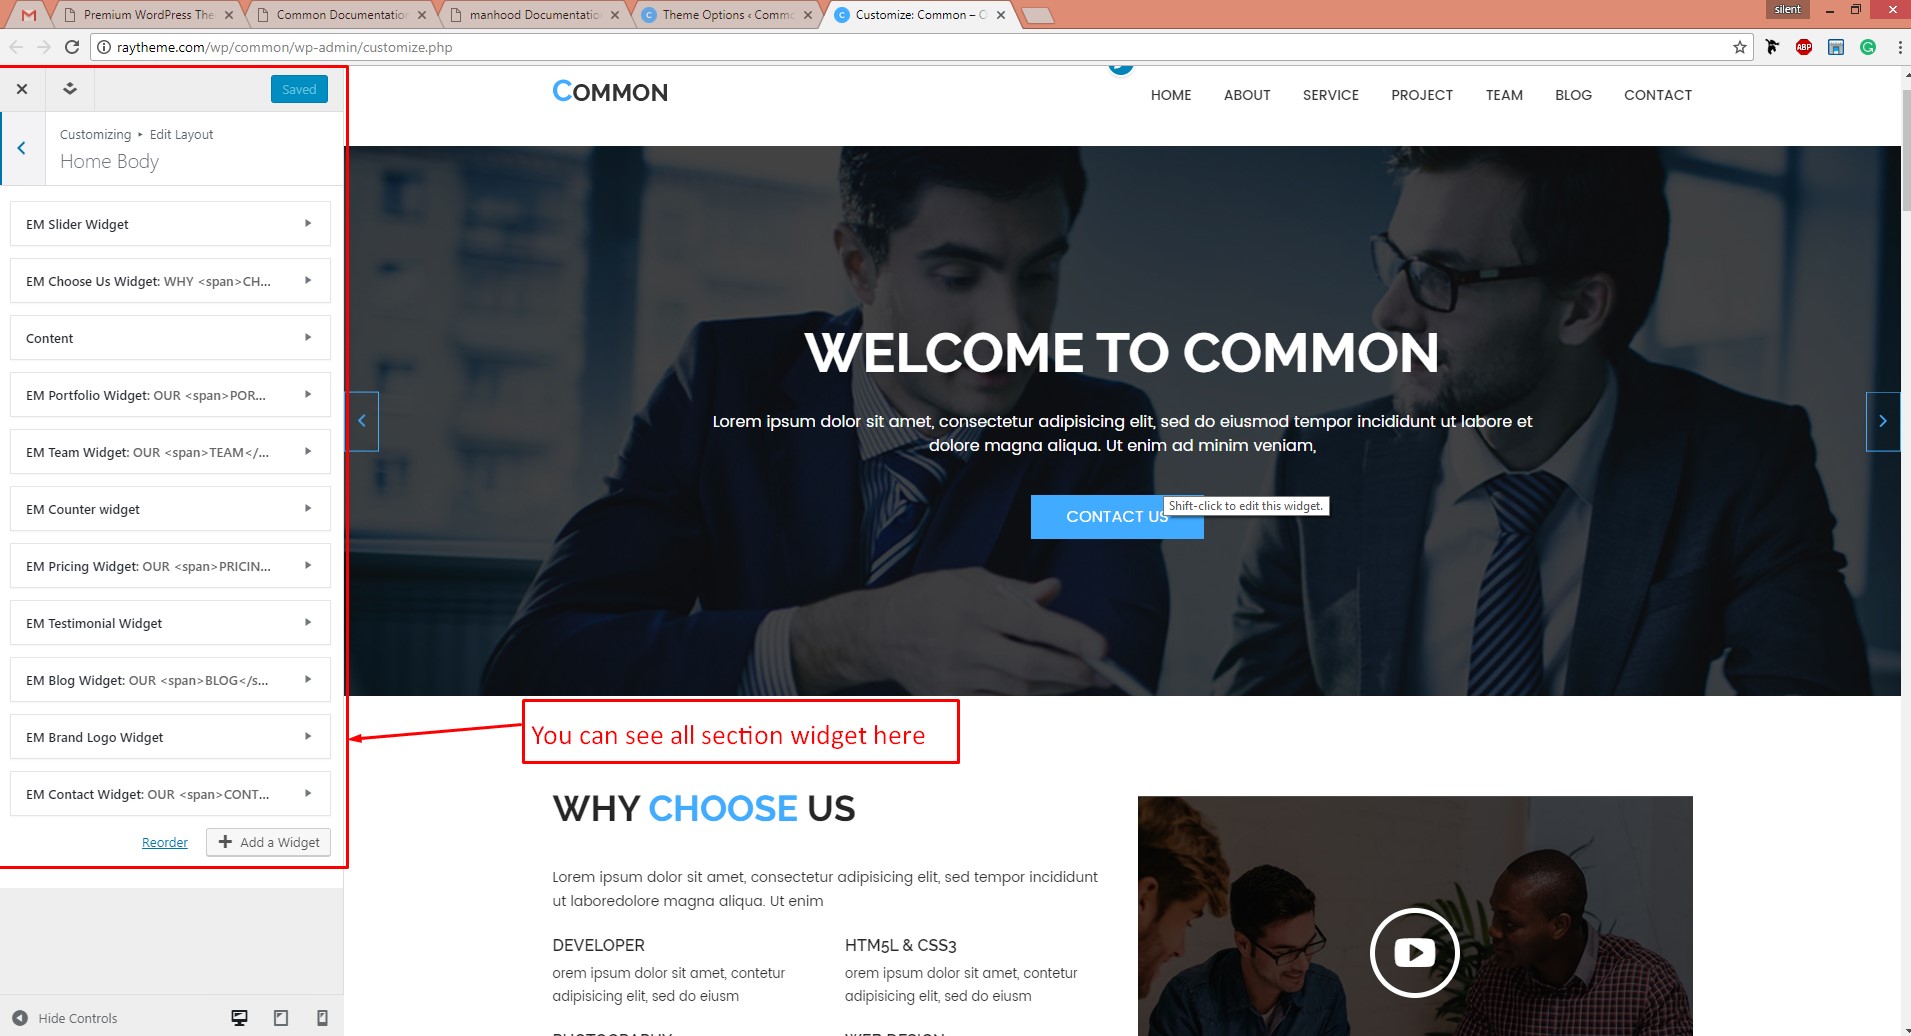 Premium WordPress The
Common Documentation
manhood Documentation
Theme Options ‹ Commo
Customize: Common – O
silent
raytheme.com/wp/common/wp-admin/customize.php
ABP
Saved
Customizing ▸ Edit Layout
Home Body
EM Slider Widget
EM Choose Us Widget: WHY <span>CH...
Content
EM Portfolio Widget: OUR <span>POR...
EM Team Widget: OUR <span>TEAM</...
EM Counter widget
EM Pricing Widget: OUR <span>PRICIN...
EM Testimonial Widget
EM Blog Widget: OUR <span>BLOG</s...
EM Brand Logo Widget
EM Contact Widget: OUR <span>CONT...
Reorder
Add a Widget
Hide Controls
COMMON
HOME ABOUT SERVICE PROJECT TEAM BLOG CONTACT
WELCOME TO COMMON
Lorem ipsum dolor sit amet, consectetur adipisicing elit, sed do eiusmod tempor incididunt ut labore et
dolore magna aliqua. Ut enim ad minim veniam,
CONTACT US
Shift-click to edit this widget.
You can see all section widget here
WHY CHOOSE US
Lorem ipsum dolor sit amet, consectetur adipisicing elit, sed tempor incididunt
ut laboredolore magna aliqua. Ut enim
DEVELOPER
orem ipsum dolor sit amet, contetur
adipisicing elit, sed do eiusm
HTM5L & CSS3
orem ipsum dolor sit amet, contetur
adipisicing elit, sed do eiusm
PHOTOGRAPHY
WEB DESIGN